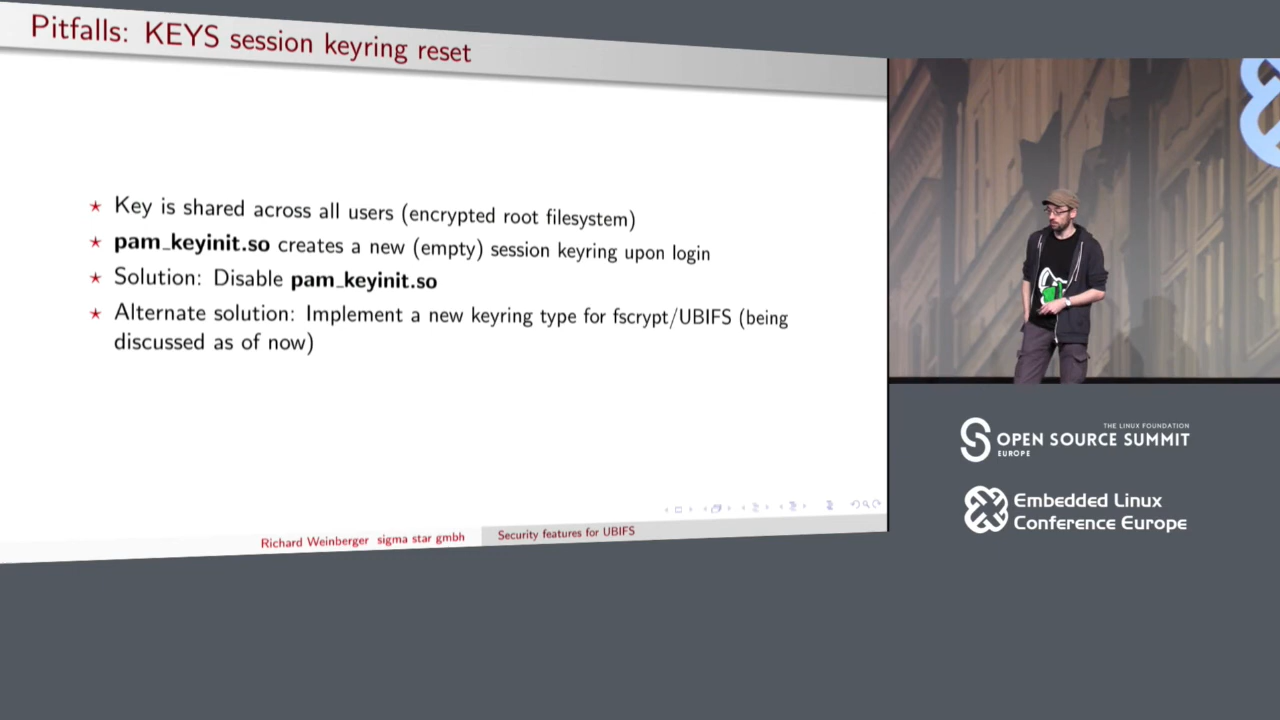 Pitfalls: KEYS session keyring reset
★ Key is shared across all users (encrypted root filesystem)
★ pam_keyinit.so creates a new (empty) session keyring upon login
★ Solution: Disable pam_keyinit.so
★ Alternate solution: Implement a new keyring type for fscrypt/UBIFS (being
discussed as of now)
Richard Weinberger sigma star gmbh
Security features for UBIFS
THE LINUX FOUNDATION
OPEN SOURCE SUMMIT
EUROPE
Embedded Linux
Conference Europe